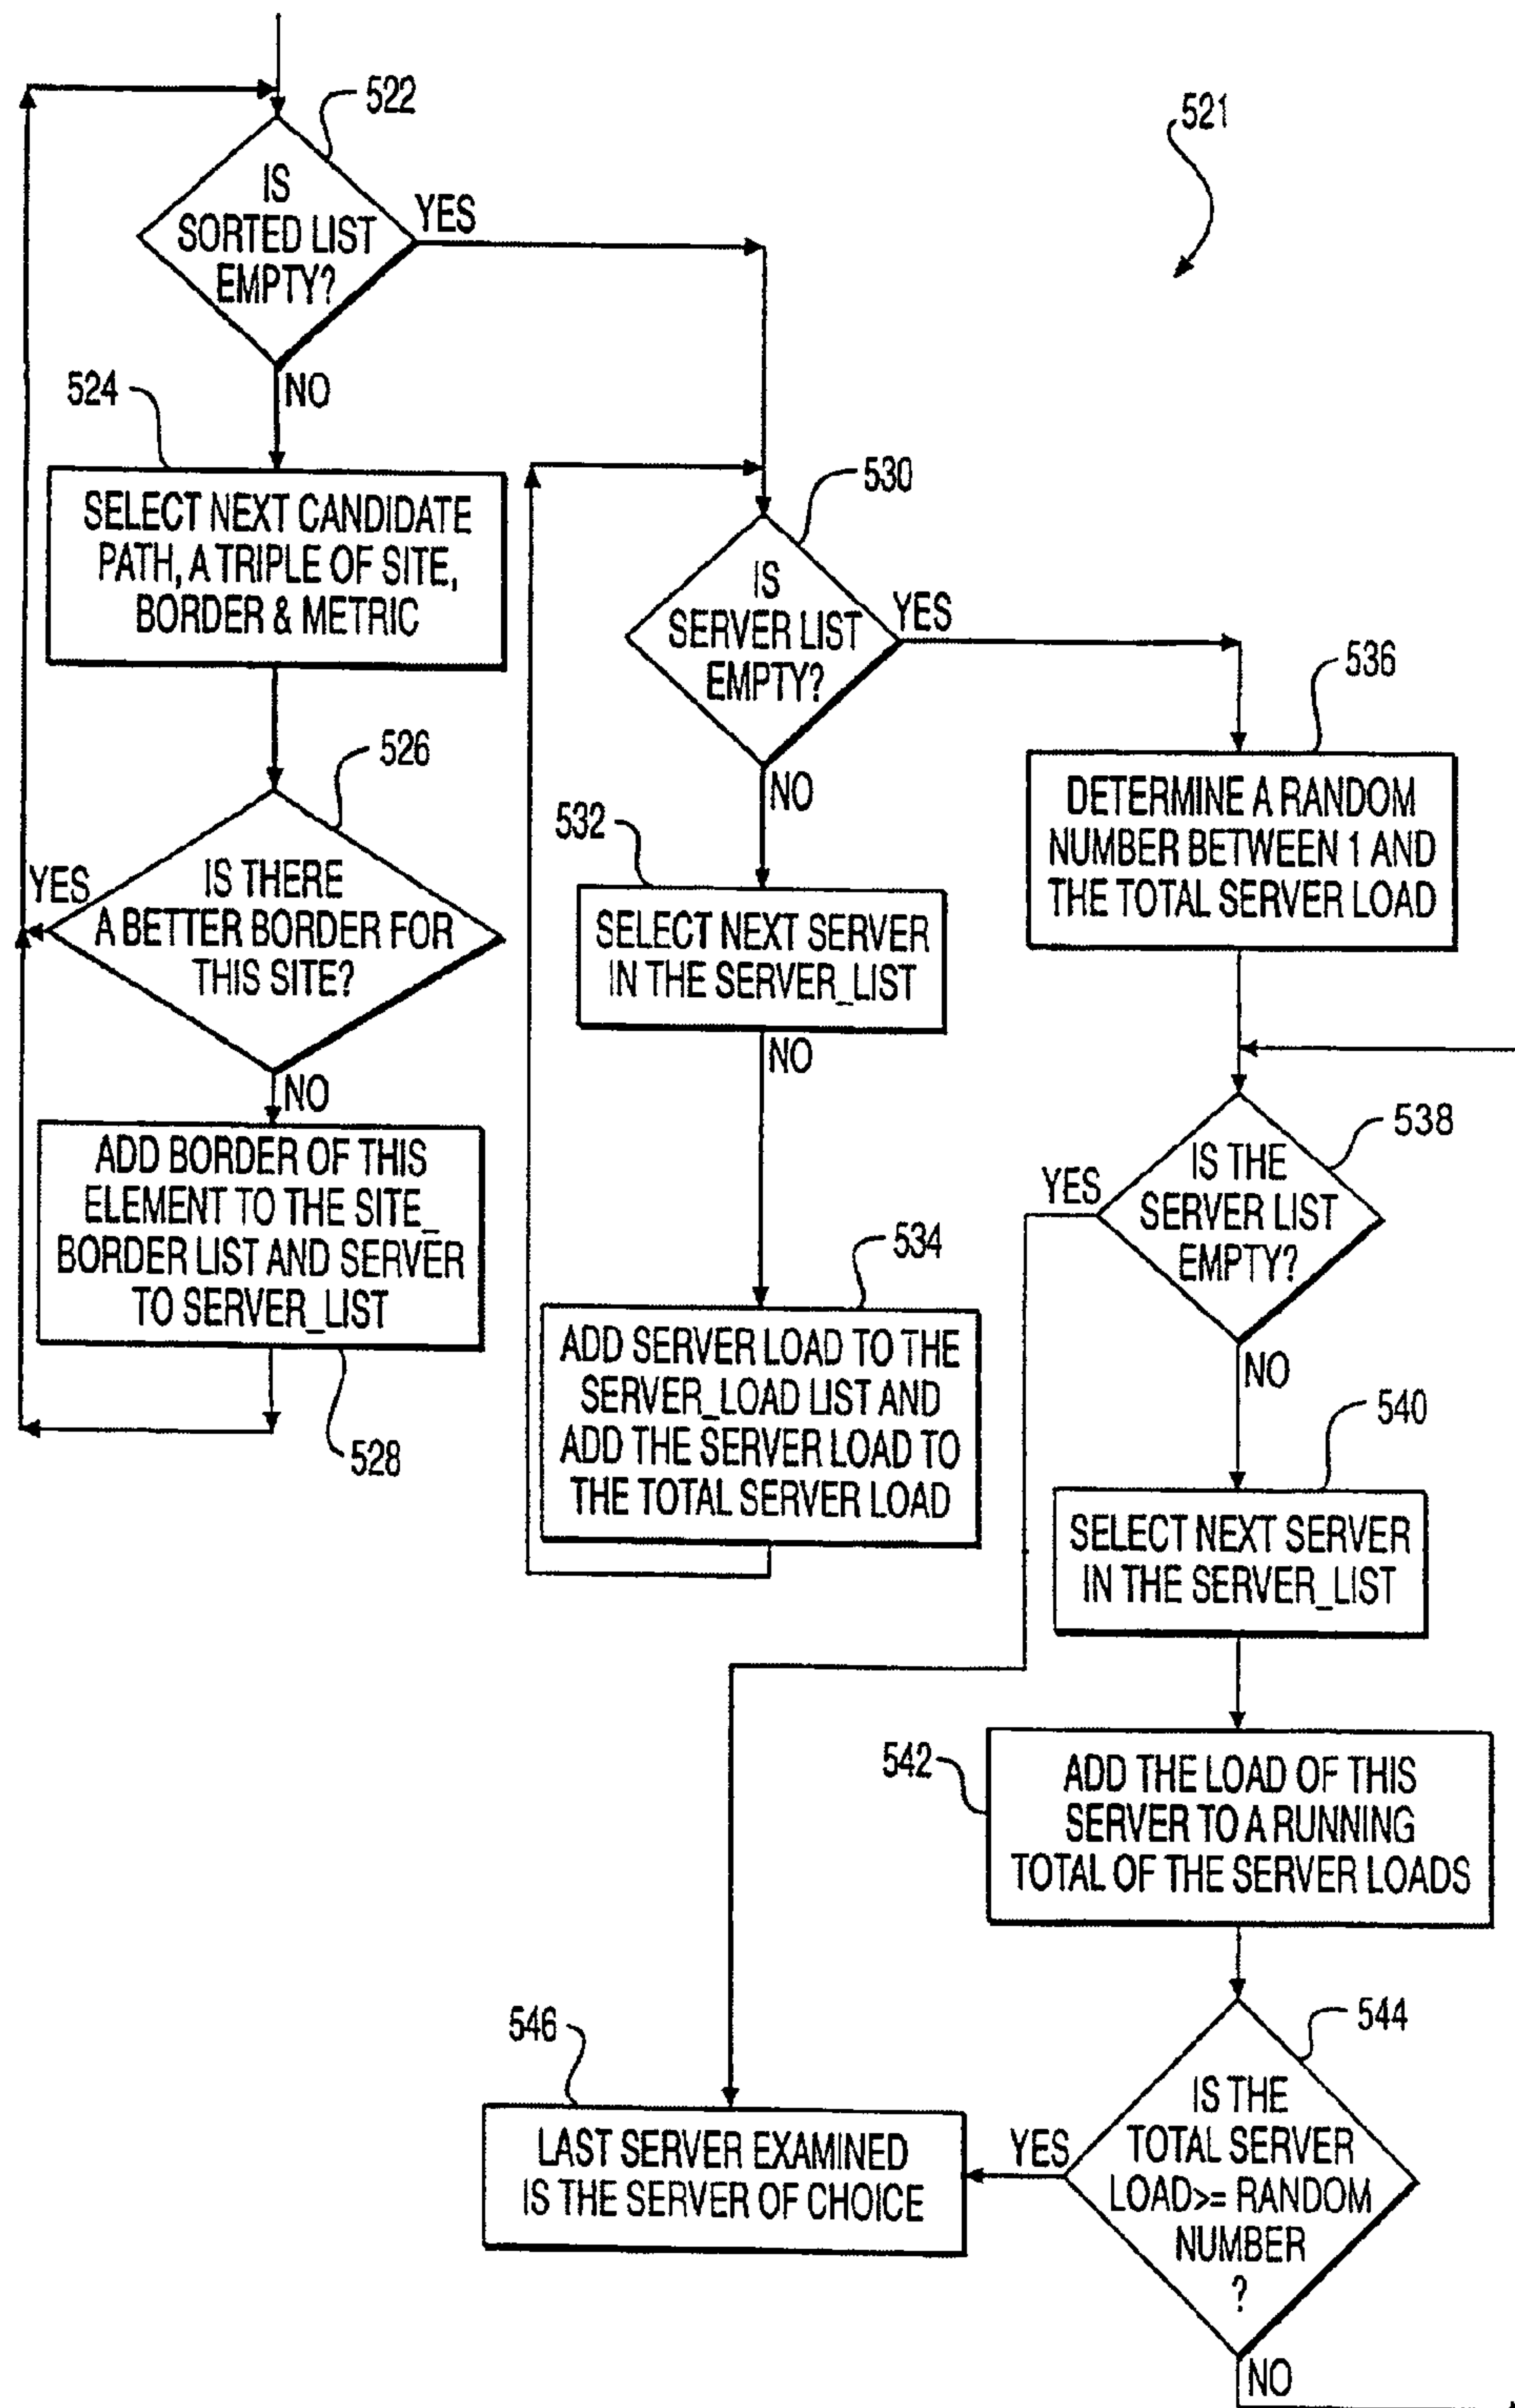 522
IS
SORTED LIST
EMPTY?
YES
NO
521
524
SELECT NEXT CANDIDATE
PATH, A TRIPLE OF SITE,
BORDER & METRIC
526
IS THERE
A BETTER BORDER FOR
THIS SITE?
YES
NO
ADD BORDER OF THIS
ELEMENT TO THE SITE_
BORDER LIST AND SERVER
TO SERVER_LIST
528
530
IS
SERVER LIST
EMPTY?
YES
NO
532
SELECT NEXT SERVER
IN THE SERVER_LIST
NO
534
ADD SERVER LOAD TO THE
SERVER_LOAD LIST AND
ADD THE SERVER LOAD TO
THE TOTAL SERVER LOAD
536
DETERMINE A RANDOM
NUMBER BETWEEN 1 AND
THE TOTAL SERVER LOAD
538
IS THE
SERVER LIST
EMPTY?
YES
NO
540
SELECT NEXT SERVER
IN THE SERVER_LIST
542
ADD THE LOAD OF THIS
SERVER TO A RUNNING
TOTAL OF THE SERVER LOADS
544
IS THE
TOTAL SERVER
LOAD>= RANDOM
NUMBER
?
YES
NO
546
LAST SERVER EXAMINED
IS THE SERVER OF CHOICE